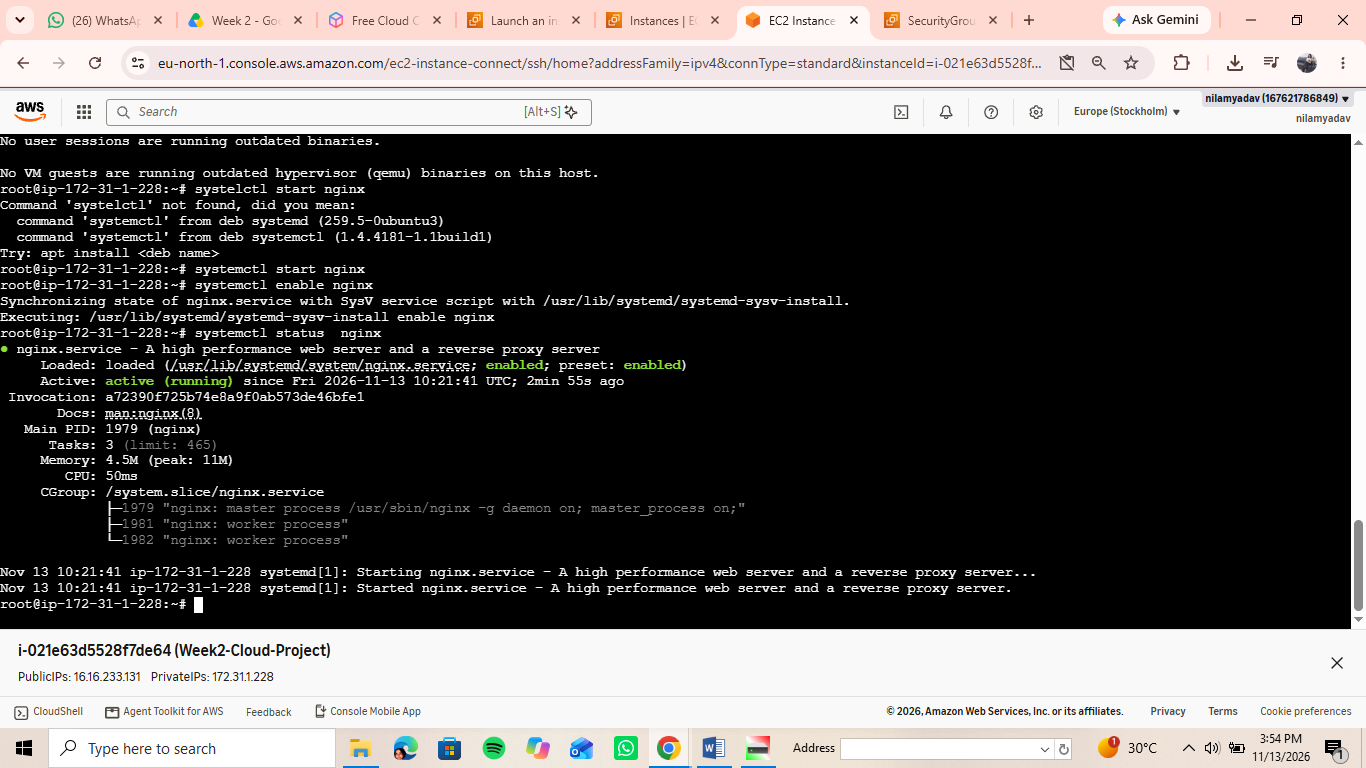 (26) WhatsAp
Week 2 - Goo
Free Cloud C
Launch an in
Instances | EC
EC2 Instance
SecurityGrou
Ask Gemini
eu-north-1.console.aws.amazon.com/ec2-instance-connect/ssh/home?addressFamily=ipv4&connType=standard&instanceId=i-021e63d5528f...
aws
Search
[Alt+S]
Europe (Stockholm)
nilamyadav (167621786849)
nilamyadav
No user sessions are running outdated binaries.
No VM guests are running outdated hypervisor (qemu) binaries on this host.
root@ip-172-31-1-228:~# systelctl start nginx
Command 'systelctl' not found, did you mean:
  command 'systemctl' from deb systemd (259.5-0ubuntu3)
  command 'systemctl' from deb systemctl (1.4.4181-1.1build1)
Try: apt install <deb name>
root@ip-172-31-1-228:~# systemctl start nginx
root@ip-172-31-1-228:~# systemctl enable nginx
Synchronizing state of nginx.service with SysV service script with /usr/lib/systemd/systemd-sysv-install.
Executing: /usr/lib/systemd/systemd-sysv-install enable nginx
root@ip-172-31-1-228:~# systemctl status  nginx
● nginx.service - A high performance web server and a reverse proxy server
     Loaded: loaded (/usr/lib/systemd/system/nginx.service; enabled; preset: enabled)
     Active: active (running) since Fri 2026-11-13 10:21:41 UTC; 2min 55s ago
 Invocation: a72390f725b74e8a9f0ab573de46bfe1
       Docs: man:nginx(8)
   Main PID: 1979 (nginx)
      Tasks: 3 (limit: 465)
     Memory: 4.5M (peak: 11M)
        CPU: 50ms
     CGroup: /system.slice/nginx.service
             ├─1979 "nginx: master process /usr/sbin/nginx -g daemon on; master_process on;"
             ├─1981 "nginx: worker process"
             └─1982 "nginx: worker process"
Nov 13 10:21:41 ip-172-31-1-228 systemd[1]: Starting nginx.service - A high performance web server and a reverse proxy server...
Nov 13 10:21:41 ip-172-31-1-228 systemd[1]: Started nginx.service - A high performance web server and a reverse proxy server.
root@ip-172-31-1-228:~#
i-021e63d5528f7de64 (Week2-Cloud-Project)
PublicIPs: 16.16.233.131 PrivateIPs: 172.31.1.228
CloudShell
Agent Toolkit for AWS
Feedback
Console Mobile App
© 2026, Amazon Web Services, Inc. or its affiliates.
Privacy
Terms
Cookie preferences
Type here to search
Address
1
30°C
3:54 PM
11/13/2026
1